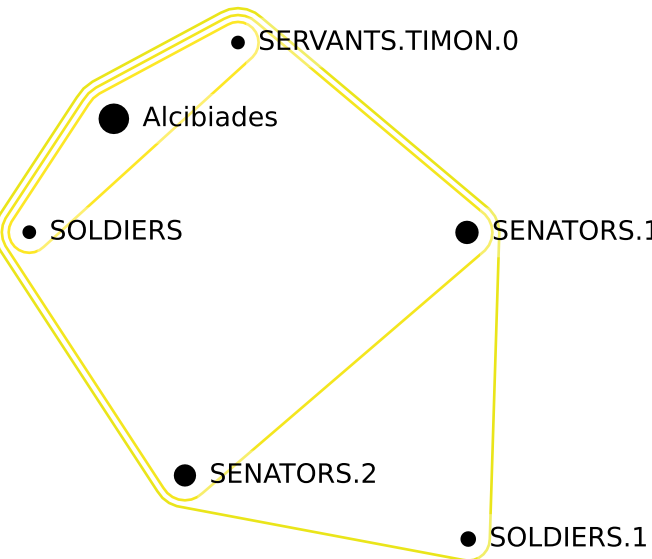 SERVANTS.TIMON.0
Alcibiades
SOLDIERS
SENATORS.1
SENATORS.2
SOLDIERS.1